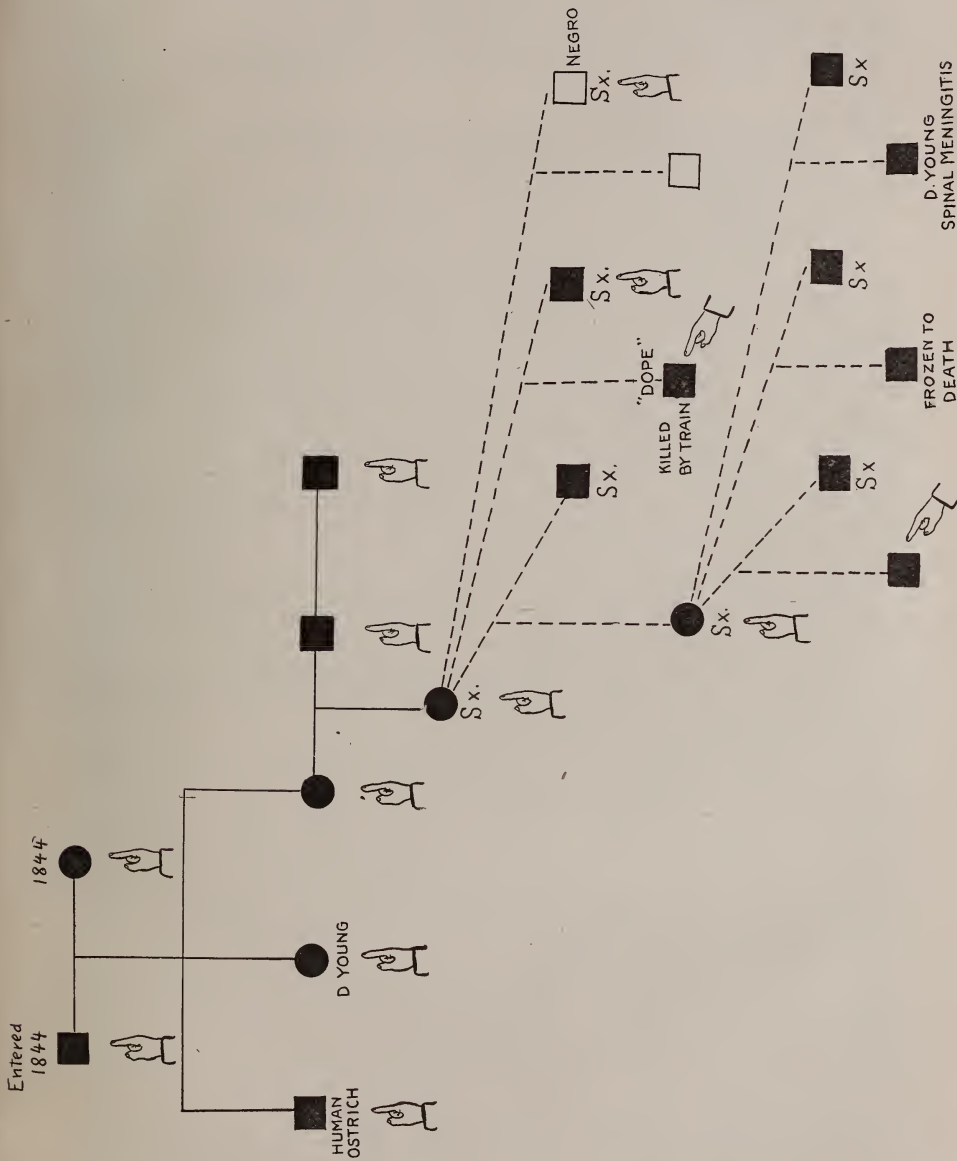 Entered
1844
1844
HUMAN
OSTRICH
D YOUNG
Sx.
Sx.
Sx.
NEGRO
Sx.
"DOPE"
KILLED
BY TRAIN
Sx.
Sx
Sx
Sx
FROZEN TO
DEATH
D. YOUNG
SPINAL MENINGITIS